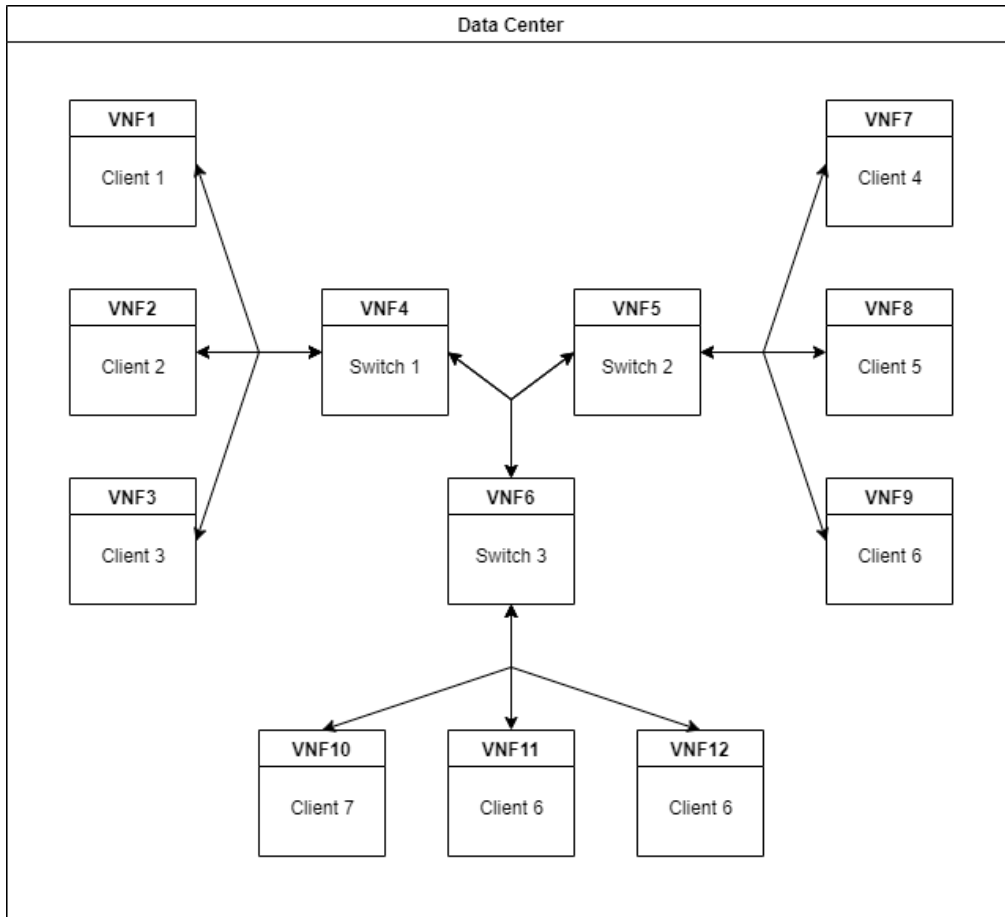 Data Center
VNF1
Client 1
VNF7
Client 4
VNF2
Client 2
VNF4
Switch 1
VNF5
Switch 2
VNF8
Client 5
VNF3
Client 3
VNF6
Switch 3
VNF9
Client 6
VNF10
Client 7
VNF11
Client 6
VNF12
Client 6